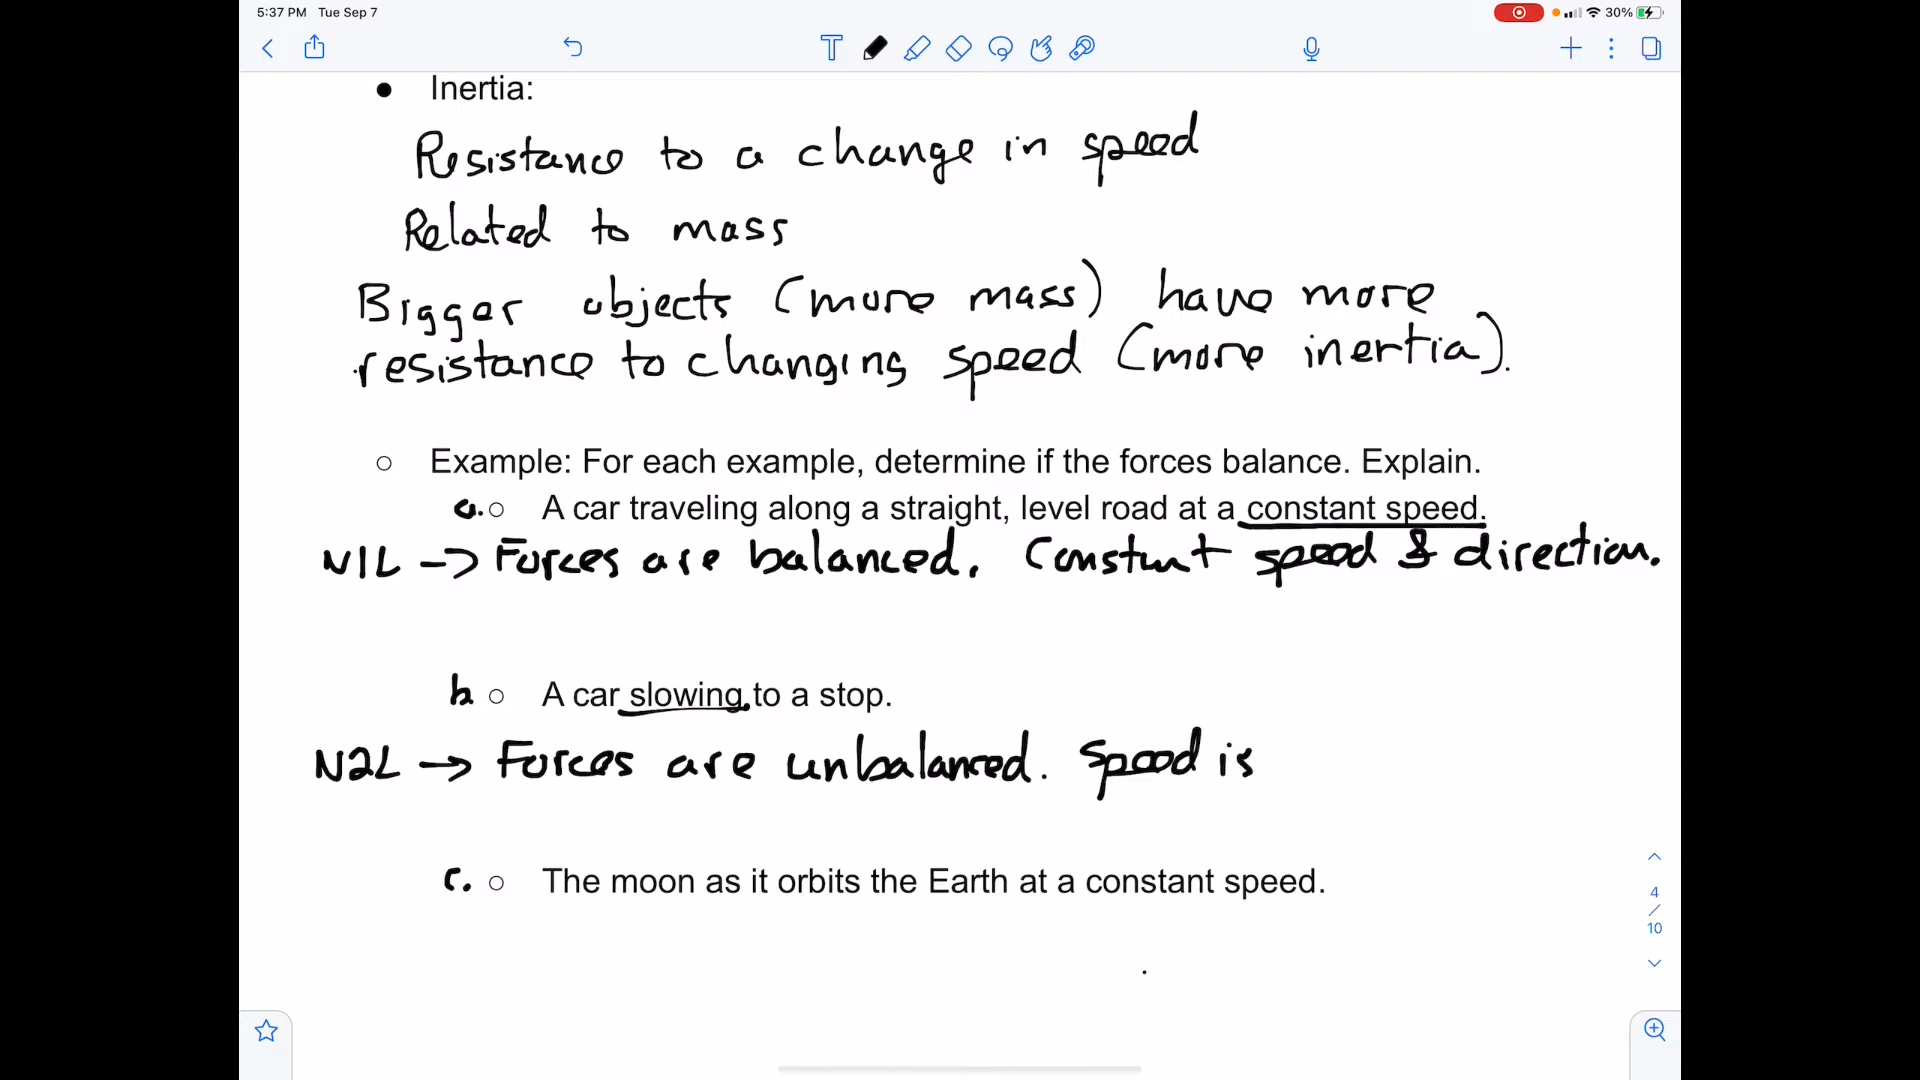 5:37 PM Tue Sep 7
30%
• Inertia:
Resistance to a change in speed
Related to mass
Bigger objects (more mass) have more
resistance to changing speed (more inertia).
○ Example: For each example, determine if the forces balance. Explain.
a. ○ A car traveling along a straight, level road at a constant speed.
N1L -> Forces are balanced. Constant speed & direction.
b ○ A car slowing to a stop.
N2L -> Forces are unbalanced. Speed is
c. ○ The moon as it orbits the Earth at a constant speed.
4
/
10